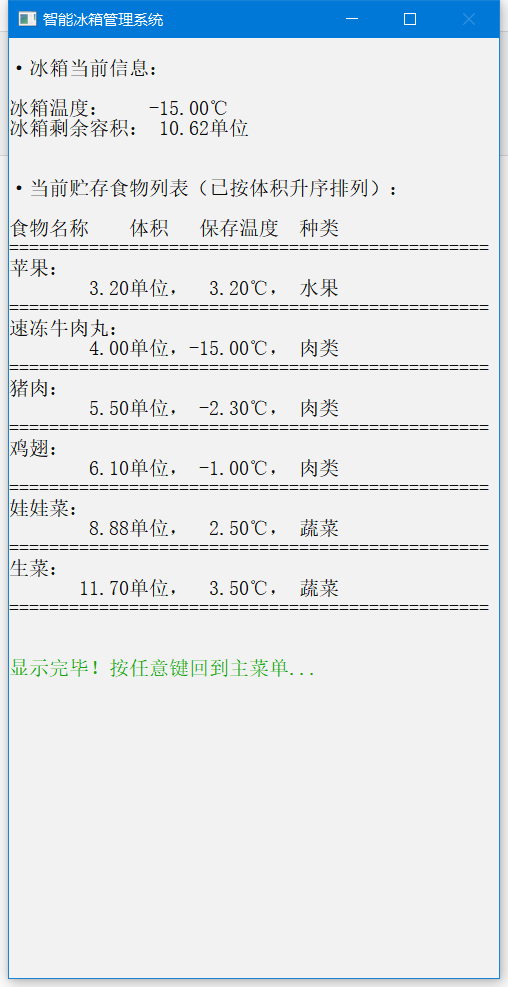 智能冰箱管理系统
·冰箱当前信息：
冰箱温度：    -15.00℃
冰箱剩余容积： 10.62单位
·当前贮存食物列表（已按体积升序排列）：
食物名称    体积   保存温度  种类
================================================
苹果：
        3.20单位，  3.20℃， 水果
================================================
速冻牛肉丸：
        4.00单位，-15.00℃， 肉类
================================================
猪肉：
        5.50单位， -2.30℃， 肉类
================================================
鸡翅：
        6.10单位， -1.00℃， 肉类
================================================
娃娃菜：
        8.88单位，  2.50℃， 蔬菜
================================================
生菜：
       11.70单位，  3.50℃， 蔬菜
================================================
显示完毕！按任意键回到主菜单...